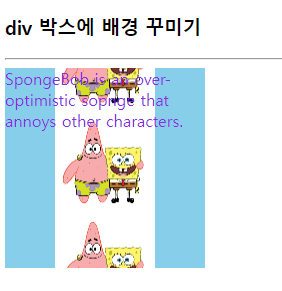 div 박스에 배경 꾸미기
SpongeBob is an over-
optimistic sopnge that
annoys other characters.